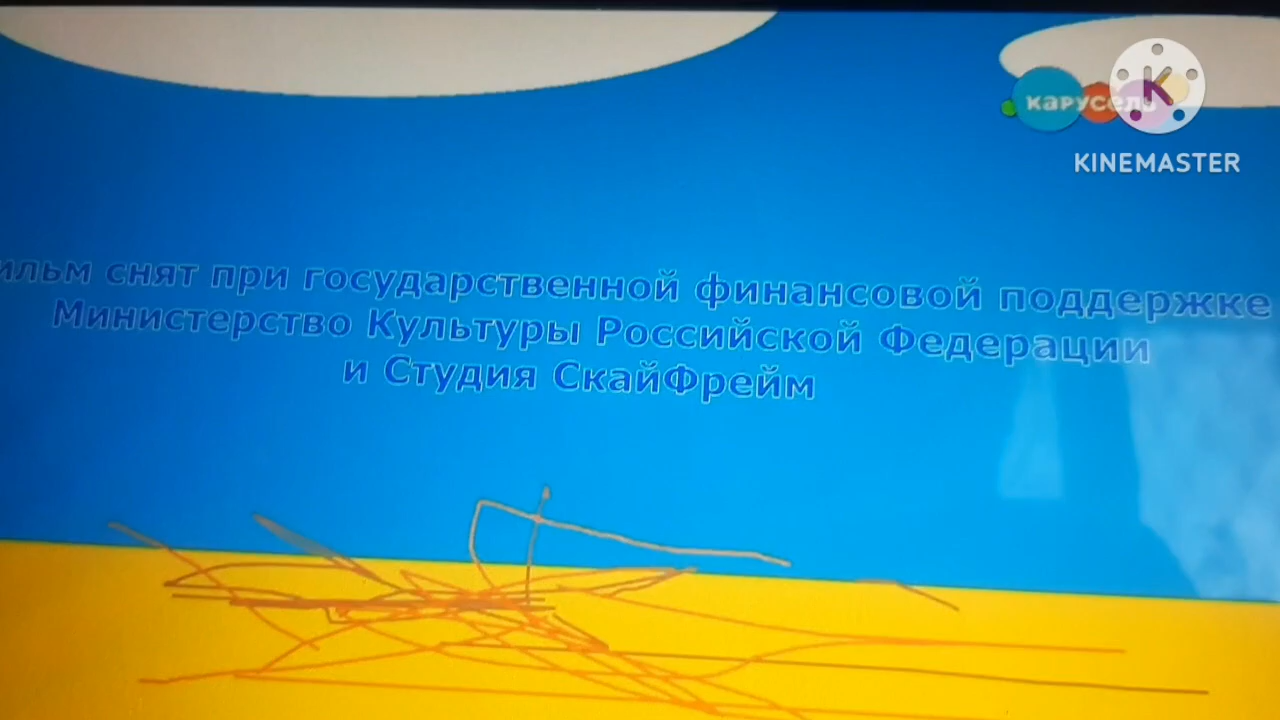 карусель
KINEMASTER
ильм снят при государственной финансовой поддержке
Министерство Культуры Российской Федерации
и Студия СкайФрейм